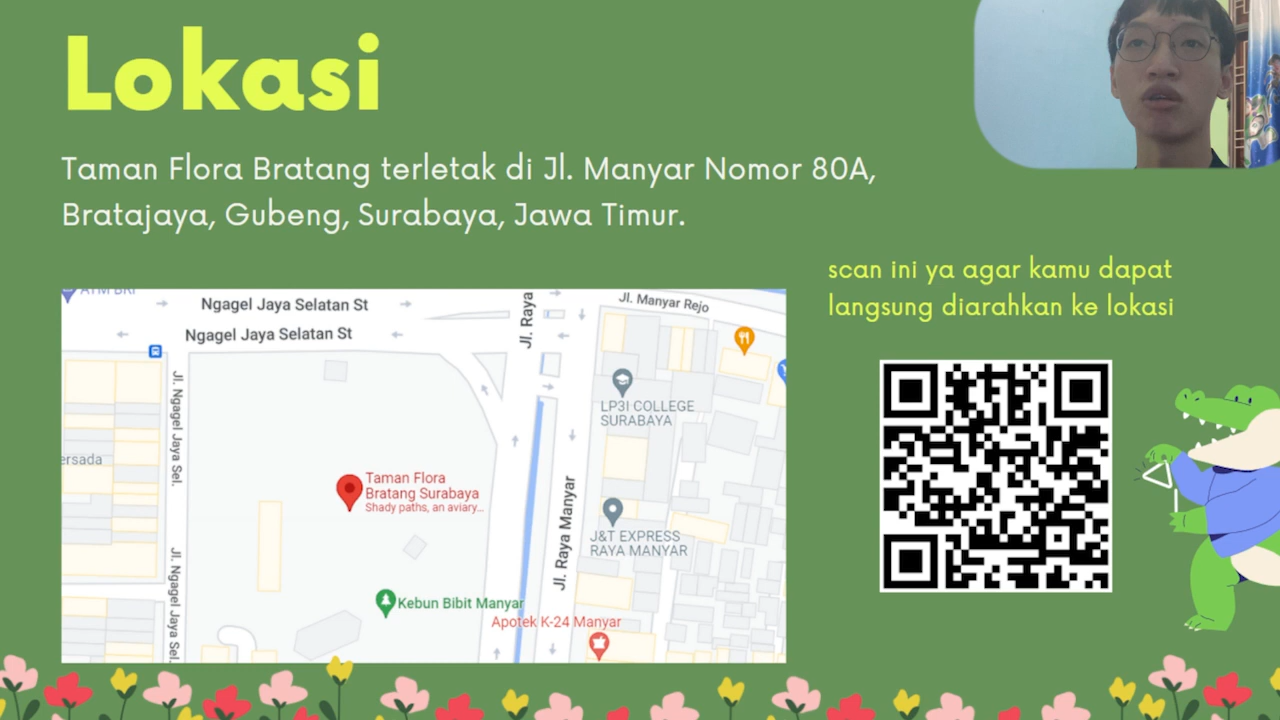 Lokasi
Taman Flora Bratang terletak di Jl. Manyar Nomor 80A,
Bratajaya, Gubeng, Surabaya, Jawa Timur.
scan ini ya agar kamu dapat
langsung diarahkan ke lokasi
ATM BRI
Ngagel Jaya Selatan St
Ngagel Jaya Selatan St
Jl. Raya
Jl. Manyar Rejo
Jl. Ngagel Jaya Sel.
LP3I COLLEGE
SURABAYA
ersada
Taman Flora
Bratang Surabaya
Shady paths, an aviary...
Jl. Raya Manyar
J&T EXPRESS
RAYA MANYAR
Jl. Ngagel Jaya Sel.
Kebun Bibit Manyar
Apotek K-24 Manyar